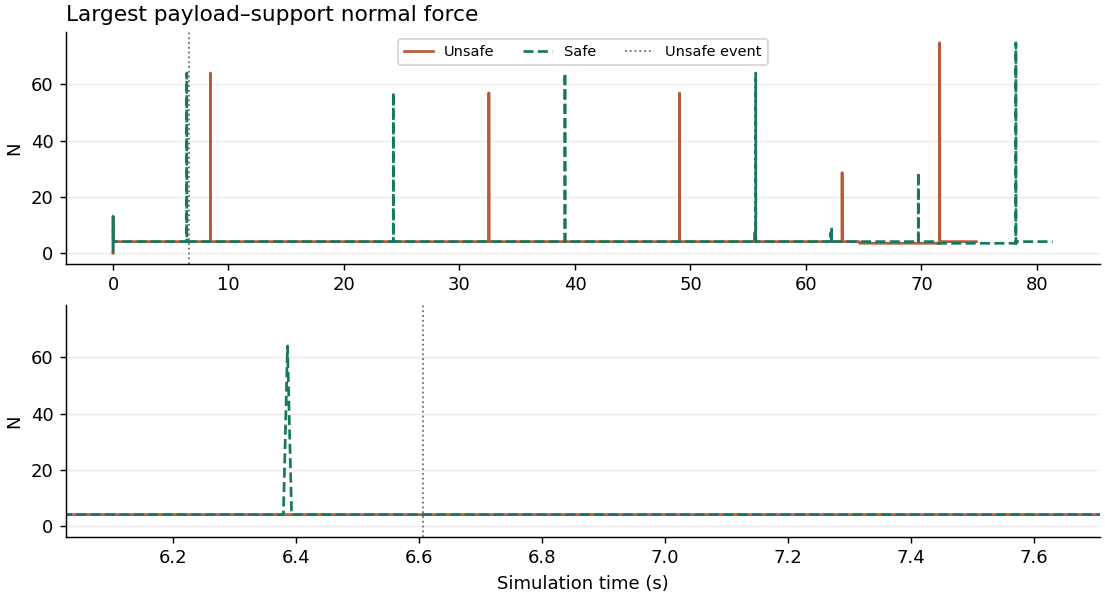 Largest payload–support normal force
Unsafe
Safe
Unsafe event
N
60
40
20
0
0 10 20 30 40 50 60 70 80
N
60
40
20
0
6.2 6.4 6.6 6.8 7.0 7.2 7.4 7.6
Simulation time (s)